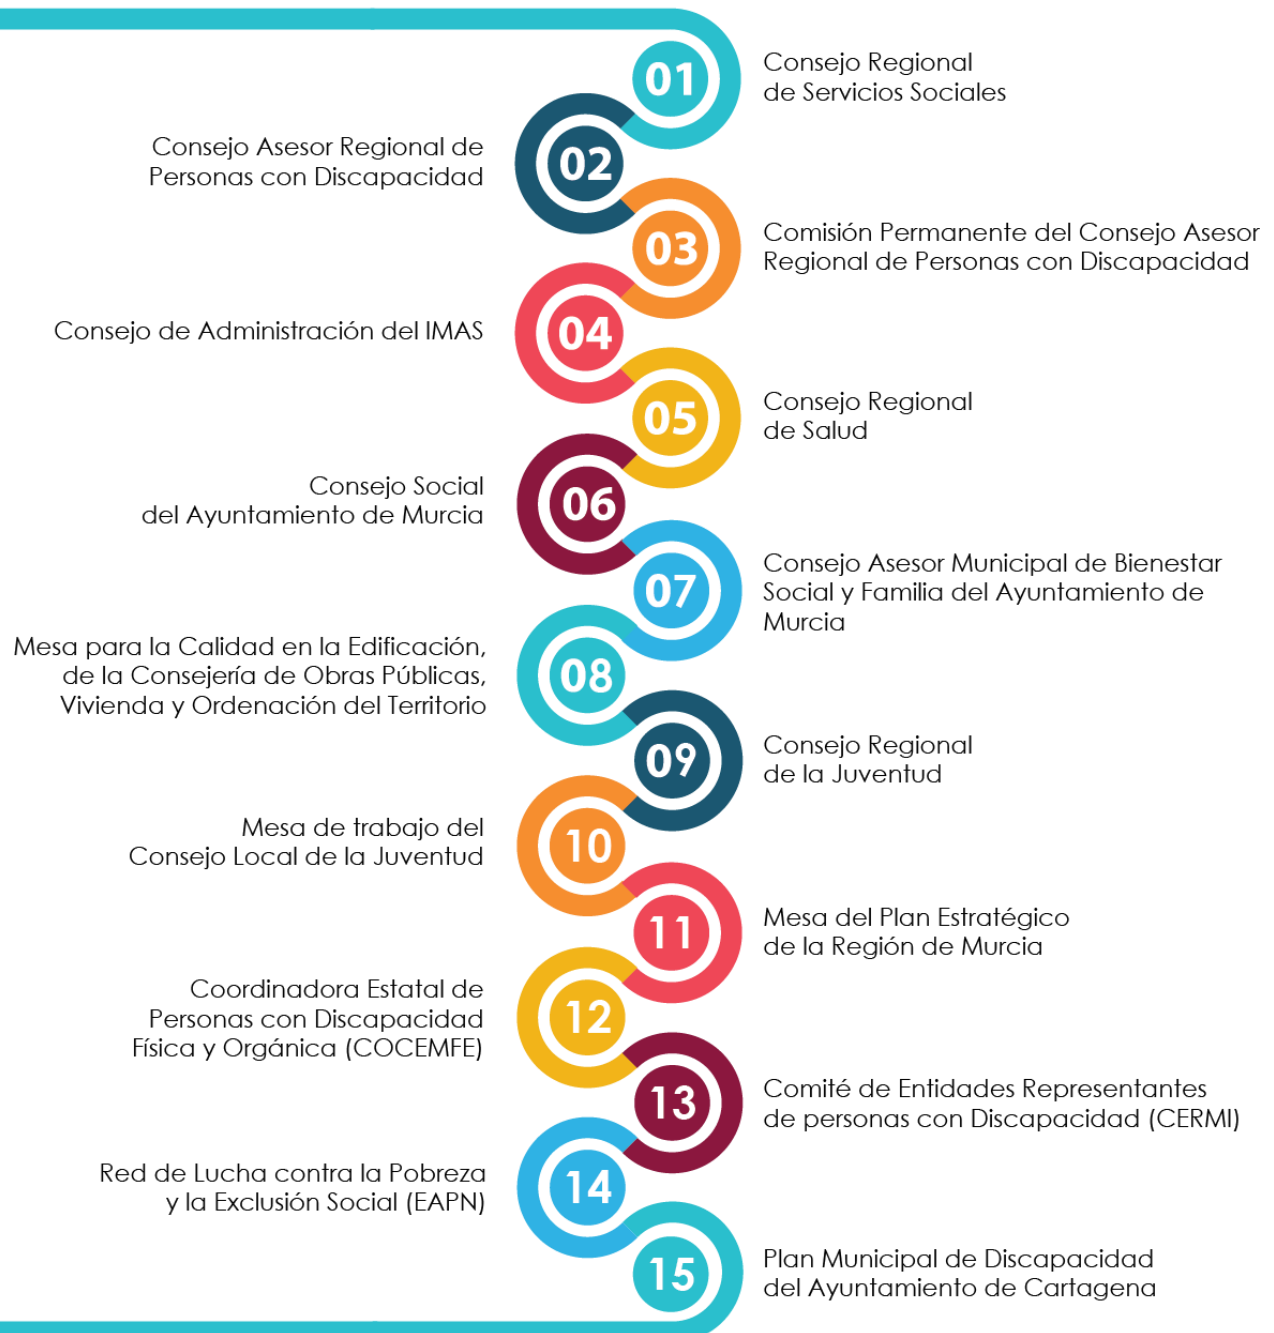 01
Consejo Regional
de Servicios Sociales
02
Consejo Asesor Regional de
Personas con Discapacidad
03
Comisión Permanente del Consejo Asesor
Regional de Personas con Discapacidad
04
Consejo de Administración del IMAS
05
Consejo Regional
de Salud
06
Consejo Social
del Ayuntamiento de Murcia
07
Consejo Asesor Municipal de Bienestar
Social y Familia del Ayuntamiento de
Murcia
08
Mesa para la Calidad en la Edificación,
de la Consejería de Obras Públicas,
Vivienda y Ordenación del Territorio
09
Consejo Regional
de la Juventud
10
Mesa de trabajo del
Consejo Local de la Juventud
11
Mesa del Plan Estratégico
de la Región de Murcia
12
Coordinadora Estatal de
Personas con Discapacidad
Física y Orgánica (COCEMFE)
13
Comité de Entidades Representantes
de personas con Discapacidad (CERMI)
14
Red de Lucha contra la Pobreza
y la Exclusión Social (EAPN)
15
Plan Municipal de Discapacidad
del Ayuntamiento de Cartagena